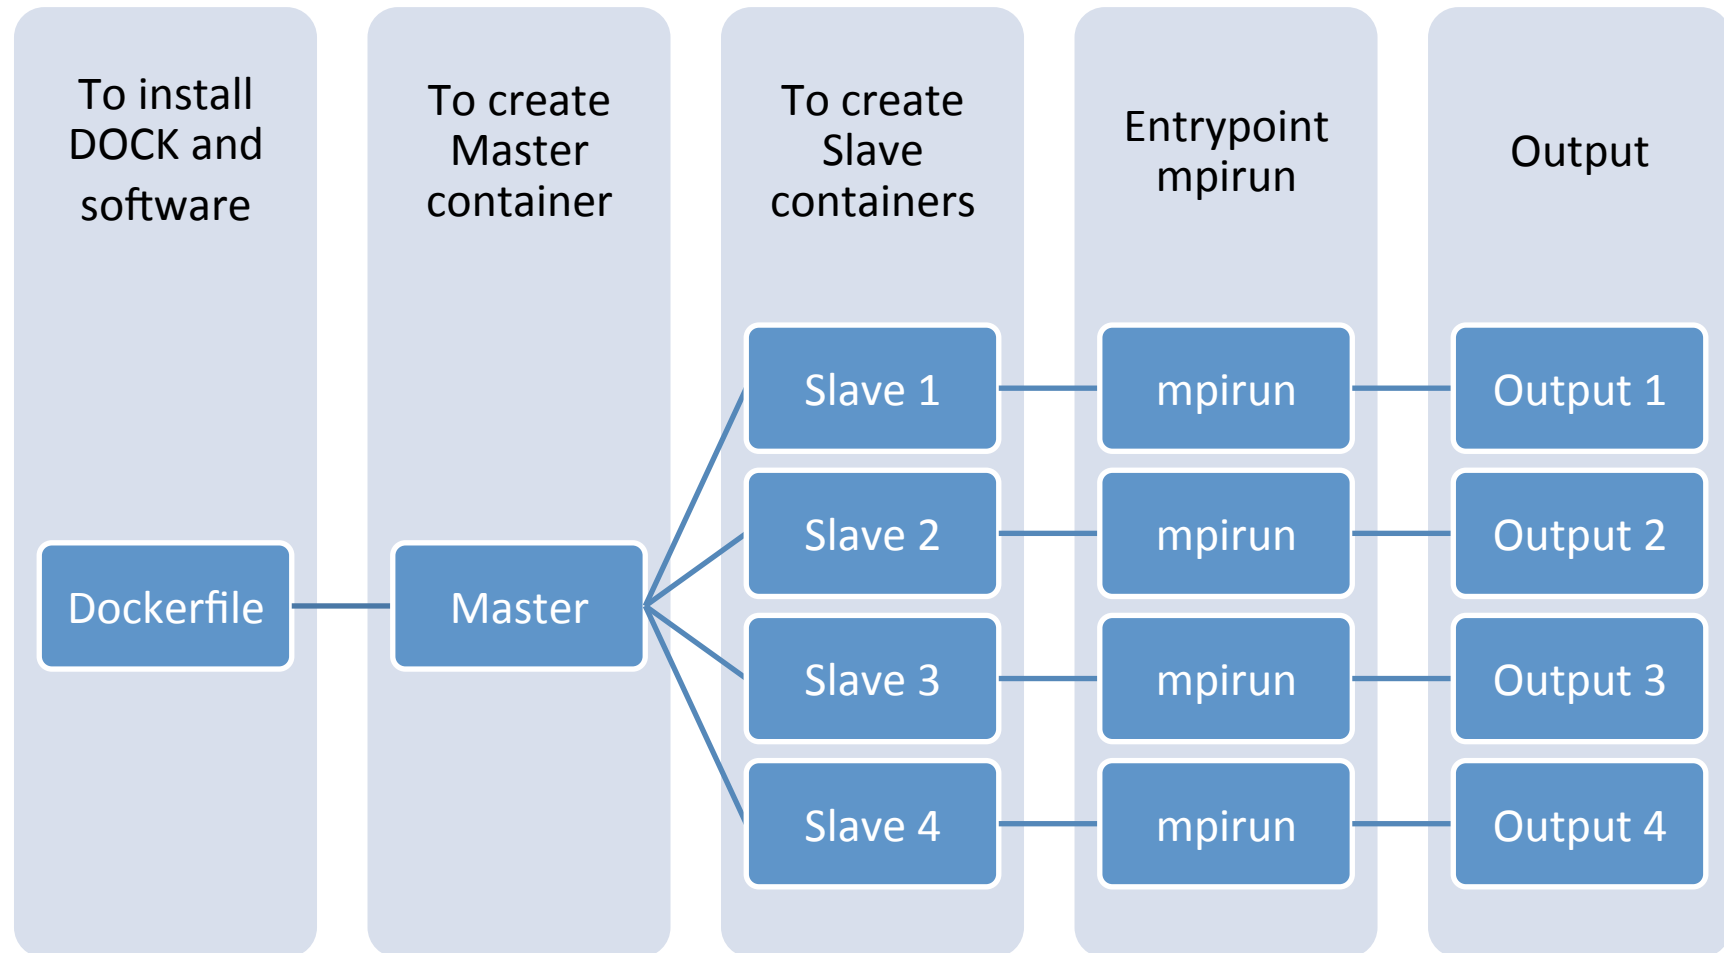 To install
DOCK and
software
To create
Master
container
To create
Slave
containers
Entrypoint
mpirun
Output
Dockerfile
Master
Slave 1
mpirun
Output 1
Slave 2
mpirun
Output 2
Slave 3
mpirun
Output 3
Slave 4
mpirun
Output 4